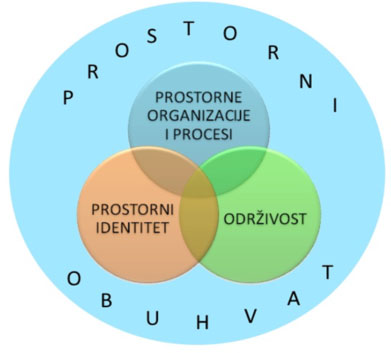 PROSTORNI
PROSTORNE
ORGANIZACIJE
I PROCESI
PROSTORNI
IDENTITET
ODRŽIVOST
OBUHVAT